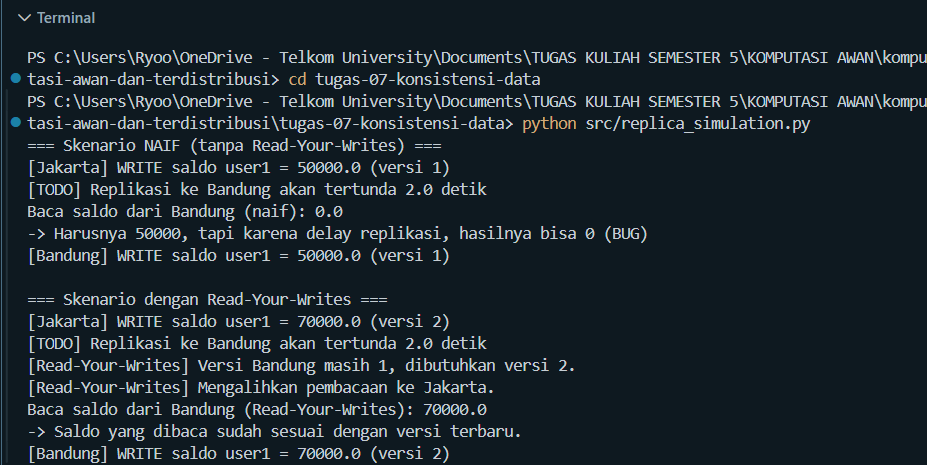 Terminal
PS C:\Users\Ryoo\OneDrive - Telkom University\Documents\TUGAS KULIAH SEMESTER 5\KOMPUTASI AWAN\kompu
tasi-awan-dan-terdistribusi> cd tugas-07-konsistensi-data
PS C:\Users\Ryoo\OneDrive - Telkom University\Documents\TUGAS KULIAH SEMESTER 5\KOMPUTASI AWAN\kompu
tasi-awan-dan-terdistribusi\tugas-07-konsistensi-data> python src/replica_simulation.py
=== Skenario NAIF (tanpa Read-Your-Writes) ===
[Jakarta] WRITE saldo user1 = 50000.0 (versi 1)
[TODO] Replikasi ke Bandung akan tertunda 2.0 detik
Baca saldo dari Bandung (naif): 0.0
-> Harusnya 50000, tapi karena delay replikasi, hasilnya bisa 0 (BUG)
[Bandung] WRITE saldo user1 = 50000.0 (versi 1)
=== Skenario dengan Read-Your-Writes ===
[Jakarta] WRITE saldo user1 = 70000.0 (versi 2)
[TODO] Replikasi ke Bandung akan tertunda 2.0 detik
[Read-Your-Writes] Versi Bandung masih 1, dibutuhkan versi 2.
[Read-Your-Writes] Mengalihkan pembacaan ke Jakarta.
Baca saldo dari Bandung (Read-Your-Writes): 70000.0
-> Saldo yang dibaca sudah sesuai dengan versi terbaru.
[Bandung] WRITE saldo user1 = 70000.0 (versi 2)